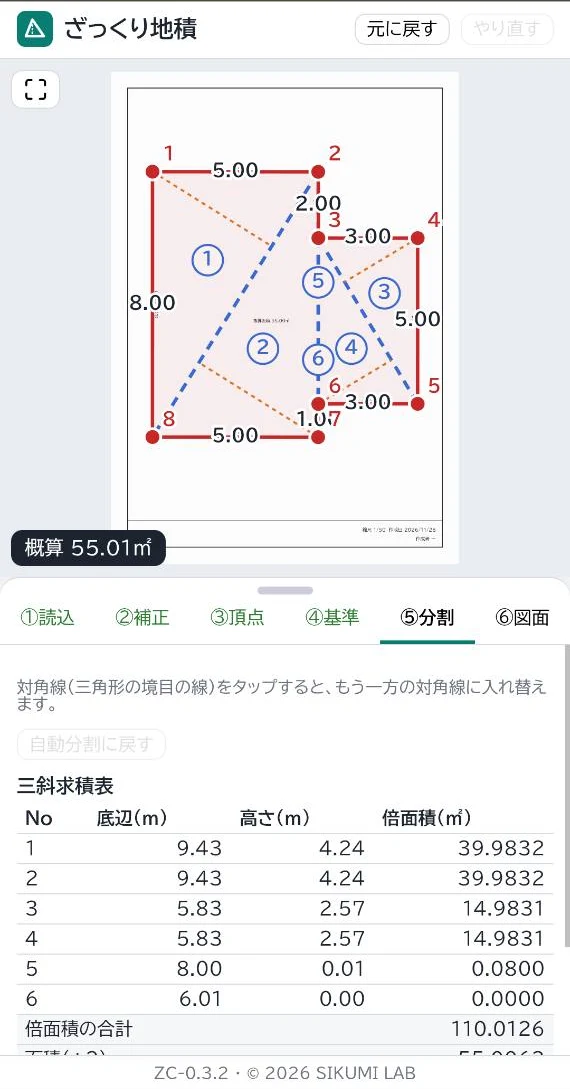 ざっくり地積
元に戻す
やり直す
1
2
5.00
2.00
3
4
3.00
①
⑤
③
8.00
5.00
②
④
⑥
6
5
3.00
8
1.0
7
5.00
概算 55.01㎡
①読込
②補正
③頂点
④基準
⑤分割
⑥図面
対角線(三角形の境目の線)をタップすると、もう一方の対角線に入れ替え
ます。
自動分割に戻す
三斜求積表
No 底辺(m) 高さ(m) 倍面積(㎡)
1 9.43 4.24 39.9832
2 9.43 4.24 39.9832
3 5.83 2.57 14.9831
4 5.83 2.57 14.9831
5 8.00 0.01 0.0800
6 6.01 0.00 0.0000
倍面積の合計 110.0126
ZC-0.3.2 · © 2026 SIKUMI LAB